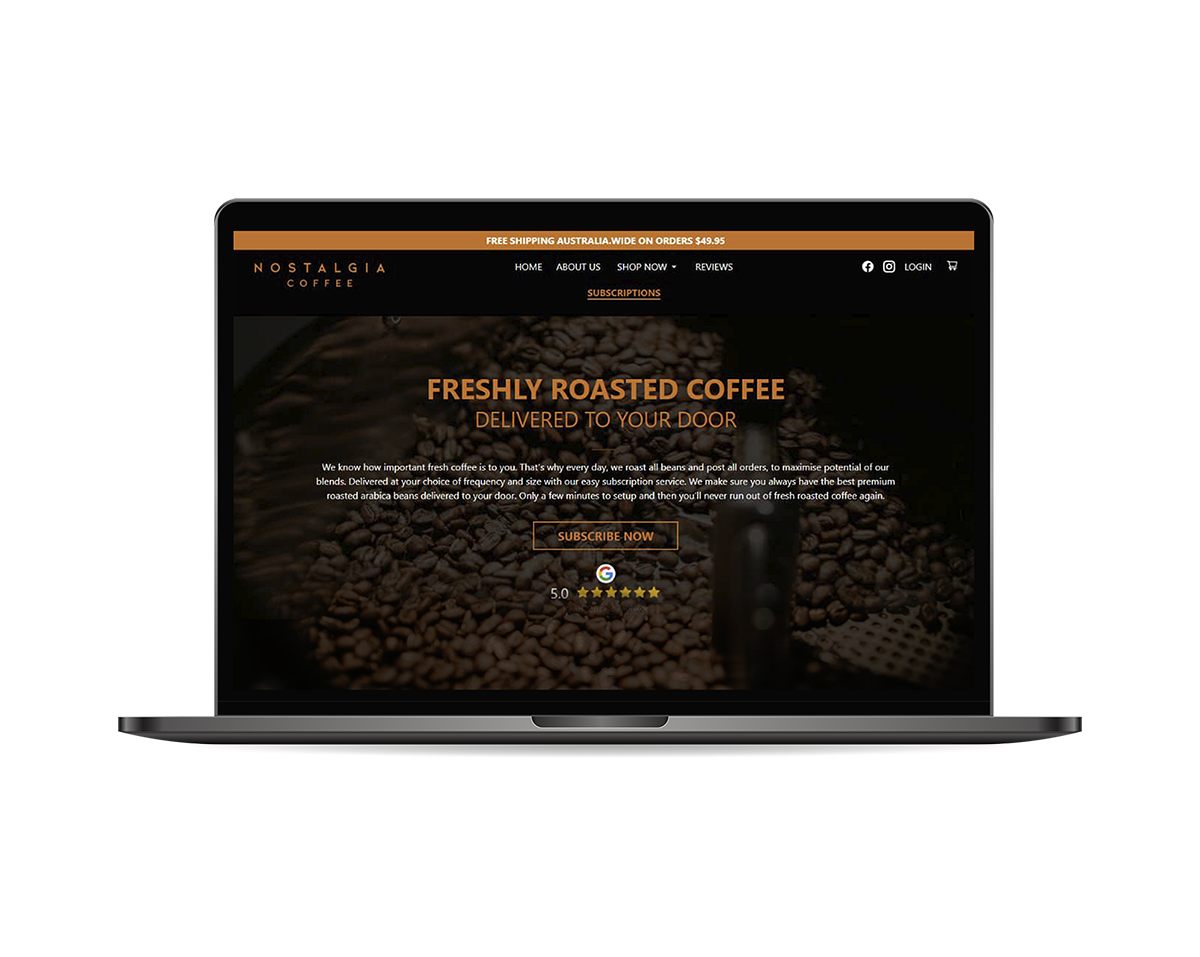 FREE SHIPPING AUSTRALIA.WIDE ON ORDERS $49.95
NOSTALGIA
COFFEE
HOME ABOUT US SHOP NOW REVIEWS
LOGIN
SUBSCRIPTIONS
FRESHLY ROASTED COFFEE
DELIVERED TO YOUR DOOR
We know how important fresh coffee is to you. That's why every day, we roast all beans and post all orders, to maximise potential of our
blends. Delivered at your choice of frequency and size with our easy subscription service. We make sure you always have the best premium
roasted arabica beans delivered to your door. Only a few minutes to setup and then you'll never run out of fresh roasted coffee again.
SUBSCRIBE NOW
G
5.0